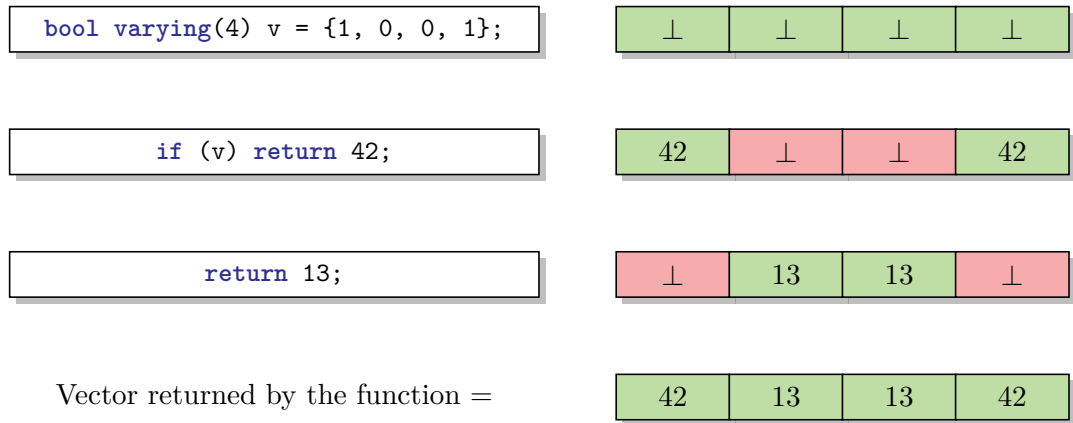 bool varying(4) v = {1, 0, 0, 1}; ⊥ ⊥ ⊥ ⊥
if (v) return 42; 42 ⊥ ⊥ 42
return 13; ⊥ 13 13 ⊥
Vector returned by the function = 42 13 13 42